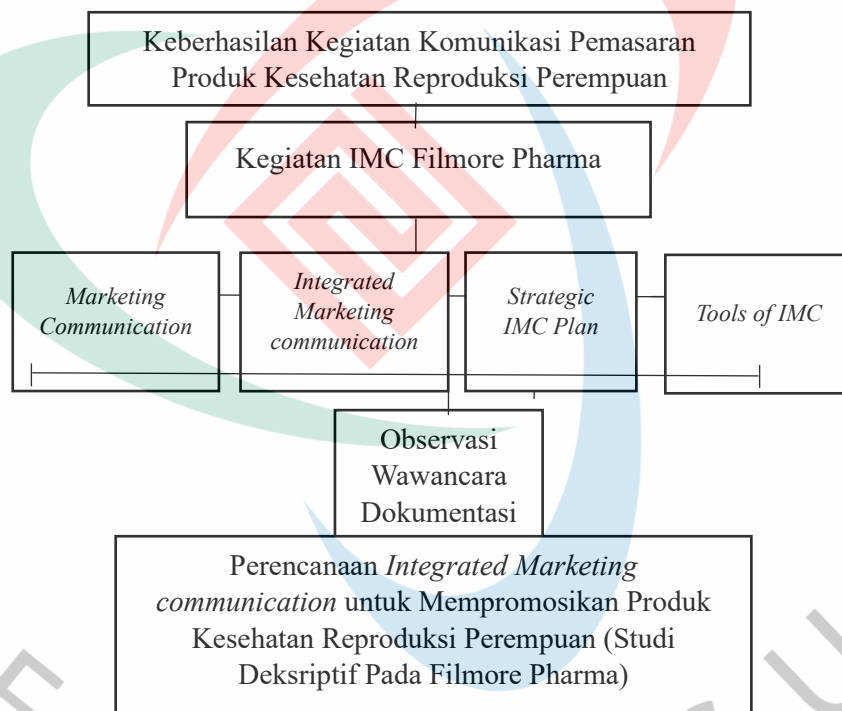 Keberhasilan Kegiatan Komunikasi Pemasaran
Produk Kesehatan Reproduksi Perempuan
Kegiatan IMC Filmore Pharma
Marketing
Communication
Integrated
Marketing
communication
Strategic
IMC Plan
Tools of IMC
Observasi
Wawancara
Dokumentasi
Perencanaan Integrated Marketing
communication untuk Mempromosikan Produk
Kesehatan Reproduksi Perempuan (Studi
Deksriptif Pada Filmore Pharma)